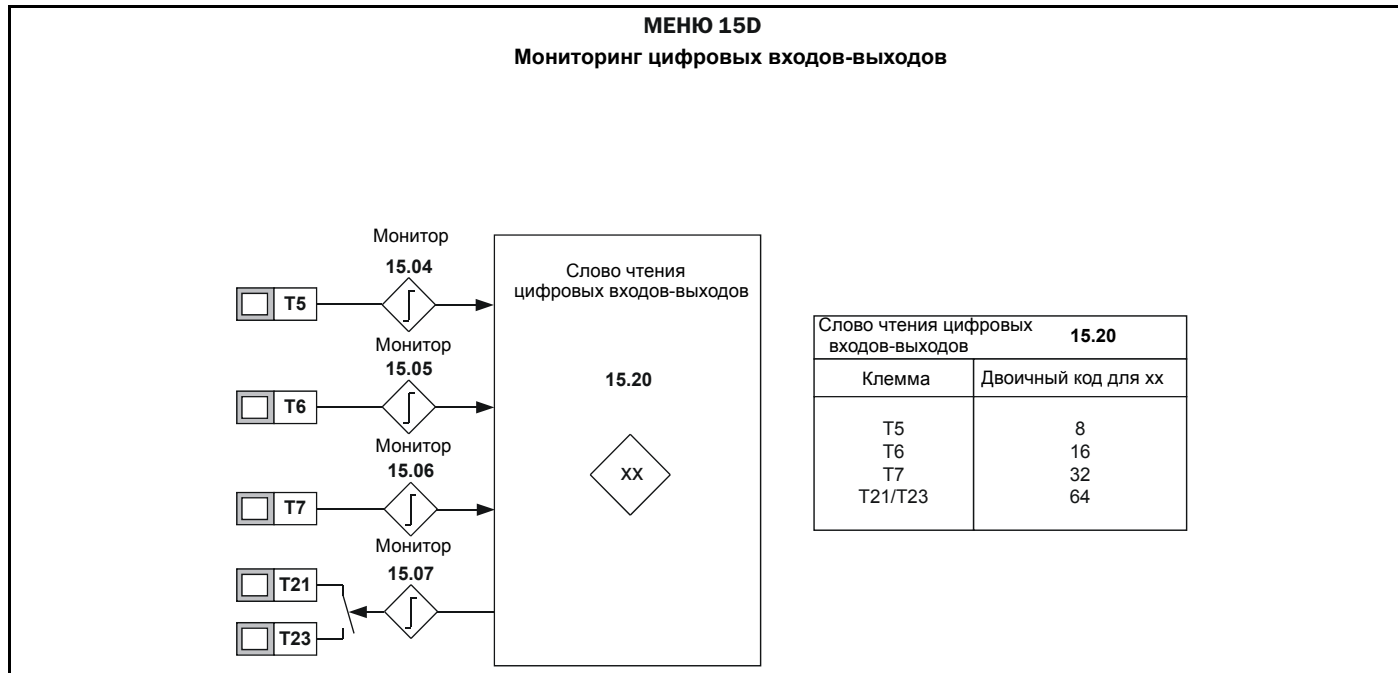 МЕНЮ 15D
Мониторинг цифровых входов-выходов
Монитор
15.04
T5
Монитор
15.05
T6
Монитор
15.06
T7
Монитор
15.07
T21
T23
Слово чтения
цифровых входов-выходов
15.20
XX
Слово чтения цифровых
входов-выходов
15.20
Клемма Двоичный код для xx
T5 8
T6 16
T7 32
T21/T23 64